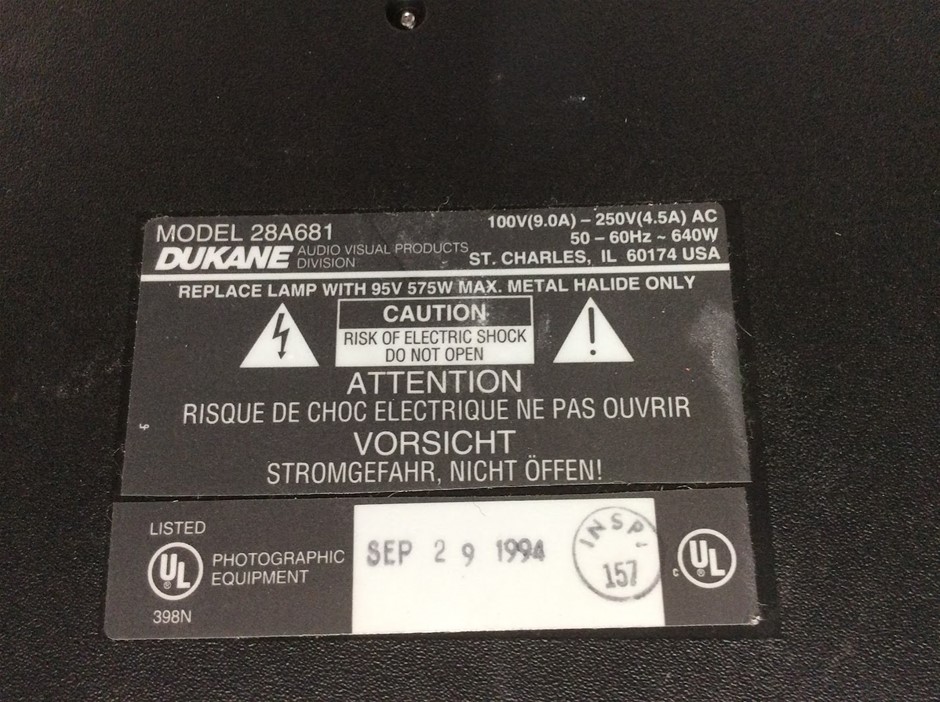 MODEL 28A681
100V(9.0A) – 250V(4.5A) AC
50 – 60Hz ~ 640W
DUKANE AUDIO VISUAL PRODUCTS
DIVISION
ST. CHARLES, IL 60174 USA
REPLACE LAMP WITH 95V 575W MAX. METAL HALIDE ONLY
CAUTION
RISK OF ELECTRIC SHOCK
DO NOT OPEN
ATTENTION
RISQUE DE CHOC ELECTRIQUE NE PAS OUVRIR
VORSICHT
STROMGEFAHR, NICHT ÖFFEN!
LISTED
UL
PHOTOGRAPHIC
EQUIPMENT
398N
SEP 29 1994
INSP.
157
c UL